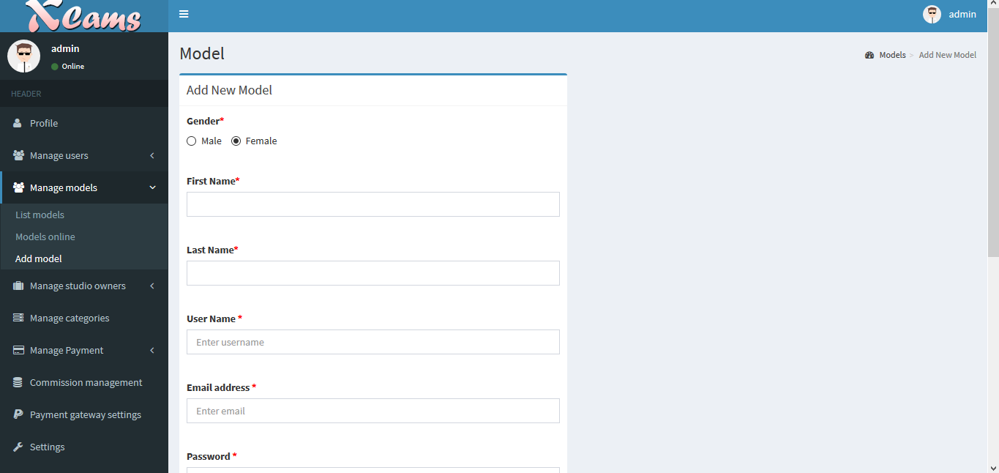 XCams
admin
admin
Online
HEADER
Profile
Manage users
Manage models
List models
Models online
Add model
Manage studio owners
Manage categories
Manage Payment
Commission management
Payment gateway settings
Settings
Model
Models > Add New Model
Add New Model
Gender*
Male Female
First Name*
Last Name*
User Name *
Enter username
Email address *
Enter email
Password *